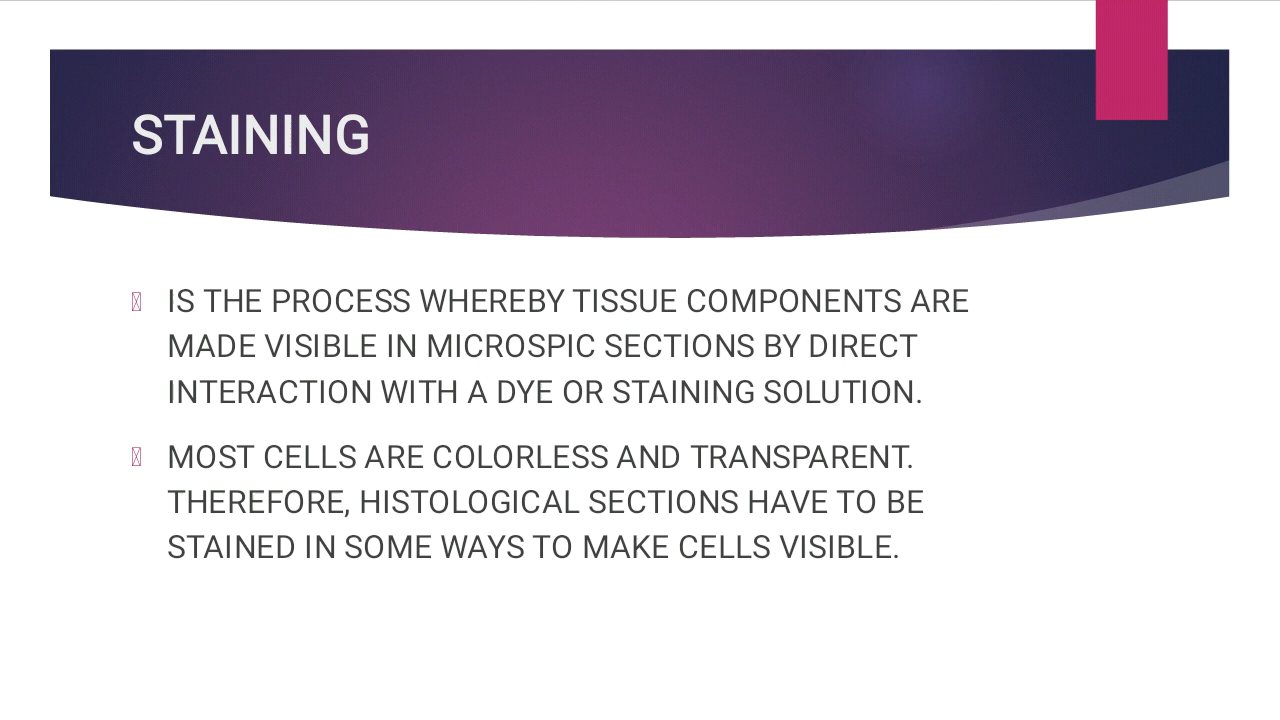 STAINING
IS THE PROCESS WHEREBY TISSUE COMPONENTS ARE
MADE VISIBLE IN MICROSPIC SECTIONS BY DIRECT
INTERACTION WITH A DYE OR STAINING SOLUTION.
MOST CELLS ARE COLORLESS AND TRANSPARENT.
THEREFORE, HISTOLOGICAL SECTIONS HAVE TO BE
STAINED IN SOME WAYS TO MAKE CELLS VISIBLE.